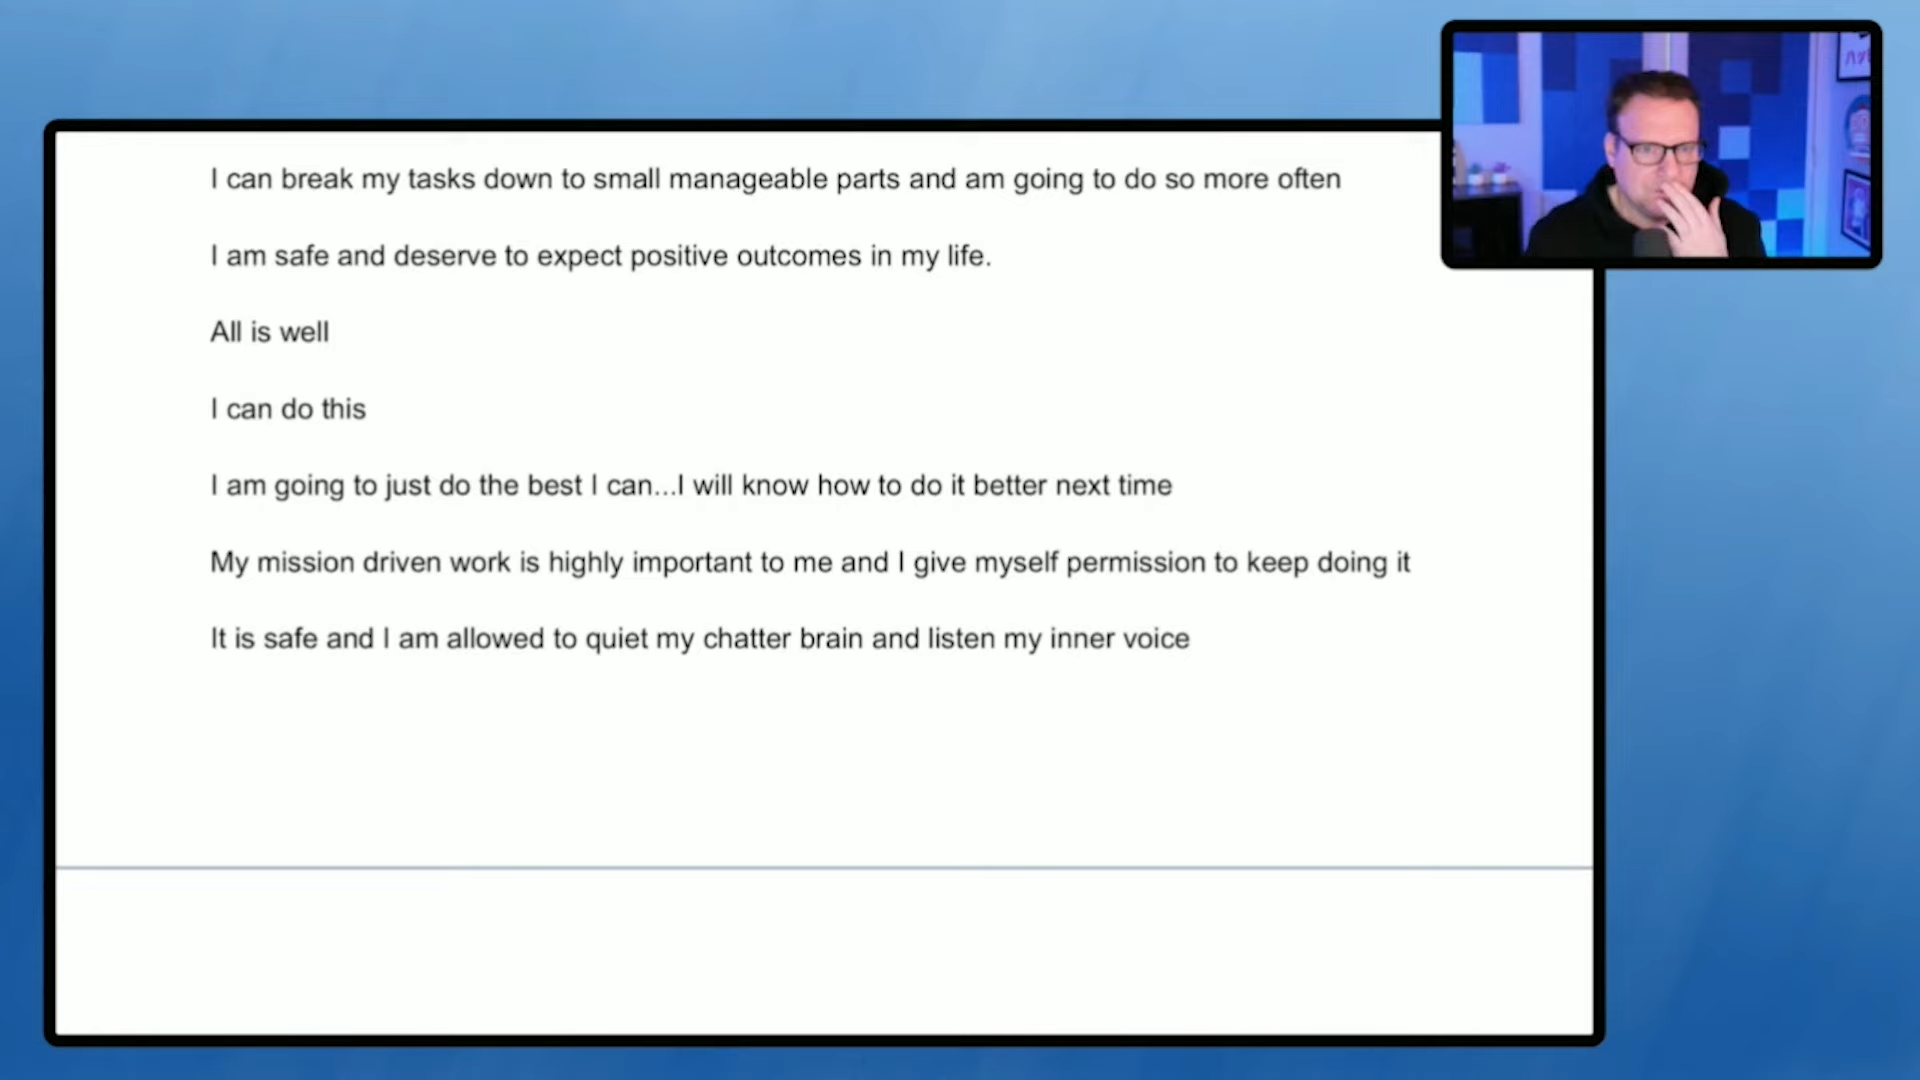 I can break my tasks down to small manageable parts and am going to do so more often
I am safe and deserve to expect positive outcomes in my life.
All is well
I can do this
I am going to just do the best I can...I will know how to do it better next time
My mission driven work is highly important to me and I give myself permission to keep doing it
It is safe and I am allowed to quiet my chatter brain and listen my inner voice